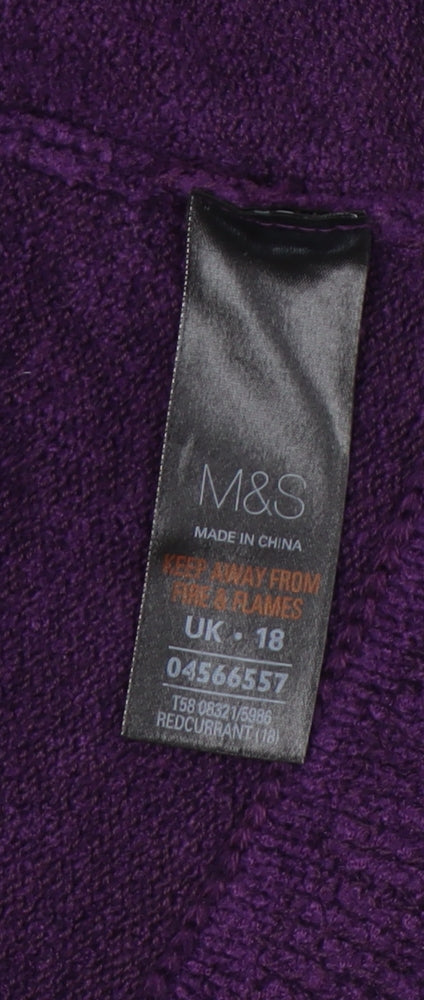 M&S
MADE IN CHINA
KEEP AWAY FROM
FIRE & FLAMES
UK • 18
04566557
T58 08321/5986
REDCURRANT (18)